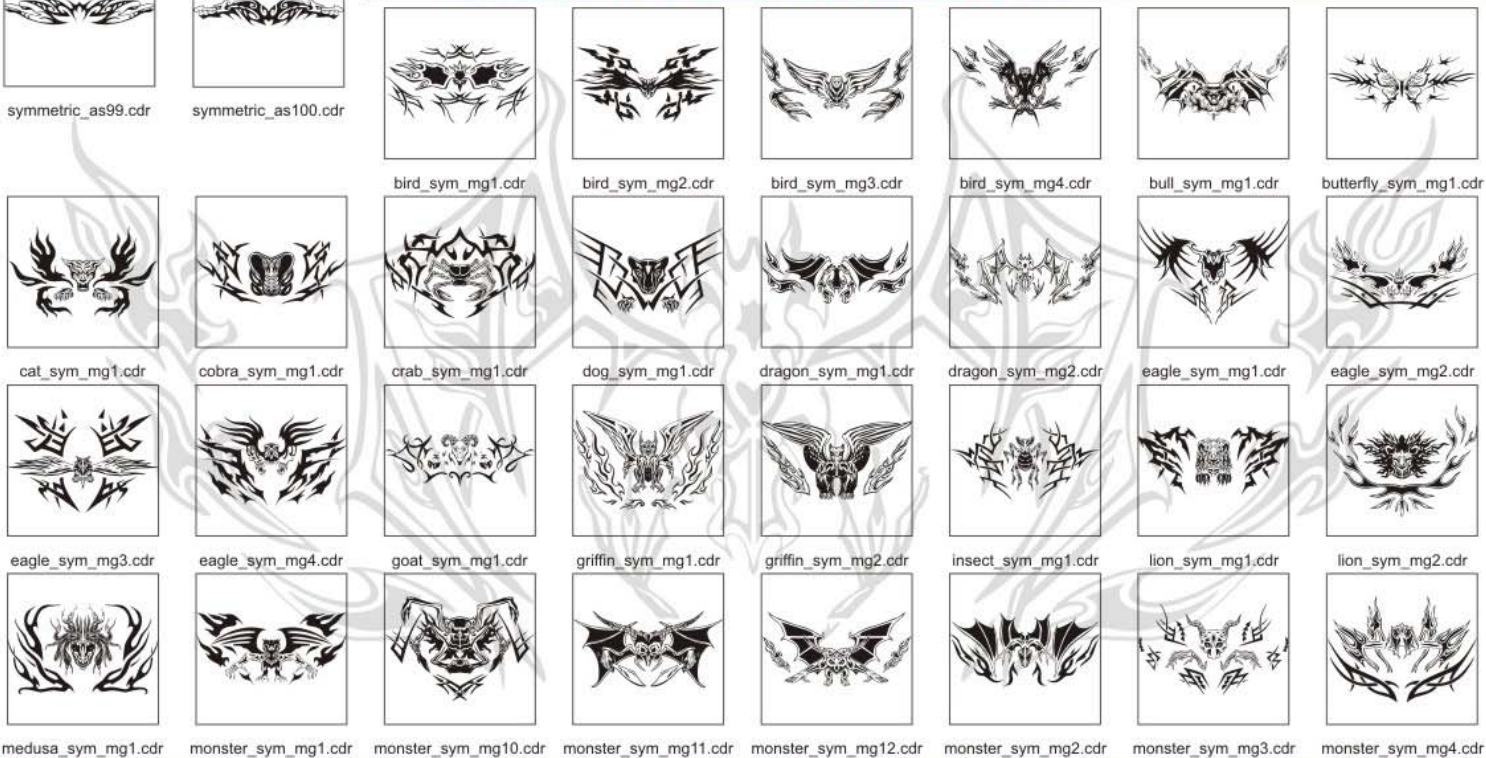 symmetric_as99.cdr symmetric_as100.cdr
bird_sym_mg1.cdr bird_sym_mg2.cdr bird_sym_mg3.cdr bird_sym_mg4.cdr bull_sym_mg1.cdr butterfly_sym_mg1.cdr
cat_sym_mg1.cdr cobra_sym_mg1.cdr crab_sym_mg1.cdr dog_sym_mg1.cdr dragon_sym_mg1.cdr dragon_sym_mg2.cdr eagle_sym_mg1.cdr eagle_sym_mg2.cdr
eagle_sym_mg3.cdr eagle_sym_mg4.cdr goat_sym_mg1.cdr griffin_sym_mg1.cdr griffin_sym_mg2.cdr insect_sym_mg1.cdr lion_sym_mg1.cdr lion_sym_mg2.cdr
medusa_sym_mg1.cdr monster_sym_mg1.cdr monster_sym_mg10.cdr monster_sym_mg11.cdr monster_sym_mg12.cdr monster_sym_mg2.cdr monster_sym_mg3.cdr monster_sym_mg4.cdr